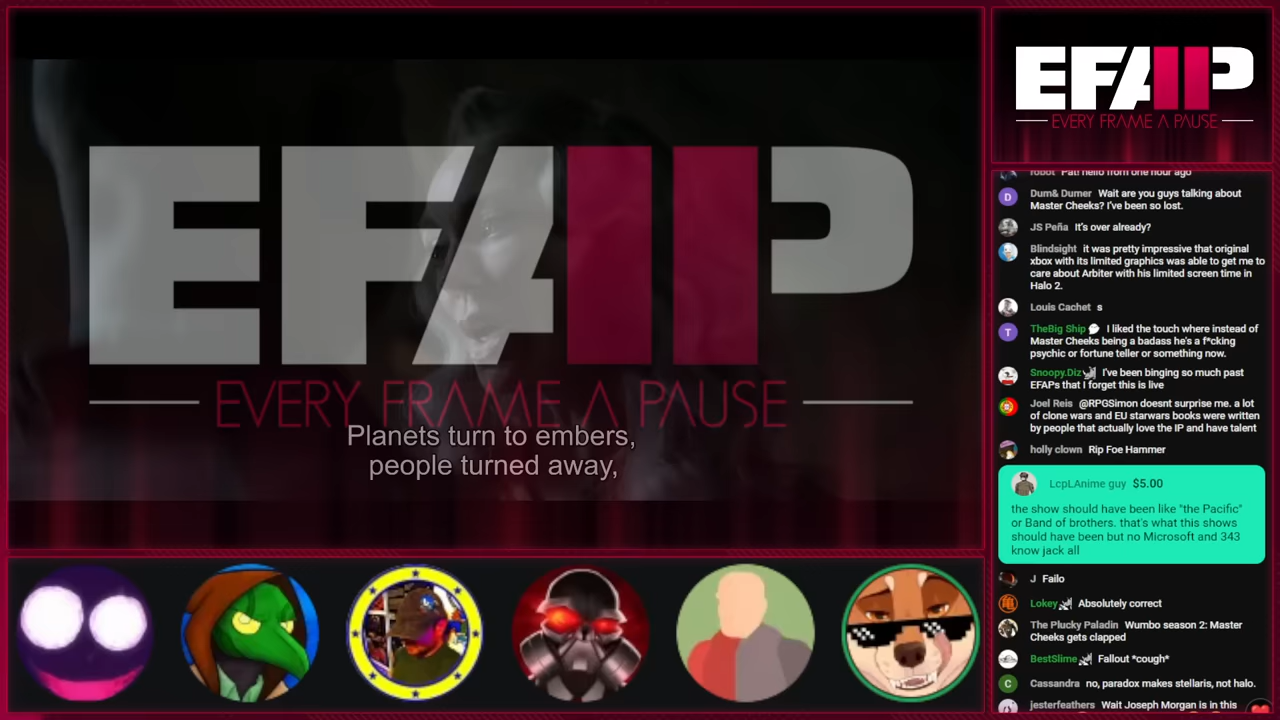 EFAP
EVERY FRAME A PAUSE
Planets turn to embers,
people turned away,
EFAP
EVERY FRAME A PAUSE
robot Pat! hello from one hour ago
D
Dum& Dumer Wait are you guys talking about
Master Cheeks? I've been so lost.
JS Peña It's over already?
Blindsight it was pretty impressive that original
xbox with its limited graphics was able to get me to
care about Arbiter with his limited screen time in
Halo 2.
Louis Cachet s
T
TheBig Ship I liked the touch where instead of
Master Cheeks being a badass he's a f*cking
psychic or fortune teller or something now.
Snoopy.Diz I've been binging so much past
EFAPs that I forget this is live
Joel Reis @RPGSimon doesnt surprise me. a lot
of clone wars and EU starwars books were written
by people that actually love the IP and have talent
holly clown Rip Foe Hammer
LcpLAnime guy $5.00
the show should have been like "the Pacific"
or Band of brothers. that's what this shows
should have been but no Microsoft and 343
know jack all
J Failo
Lokey Absolutely correct
The Plucky Paladin Wumbo season 2: Master
Cheeks gets clapped
BestSlime Fallout *cough*
C
Cassandra no, paradox makes stellaris, not halo.
jesterfeathers Wait Joseph Morgan is in this